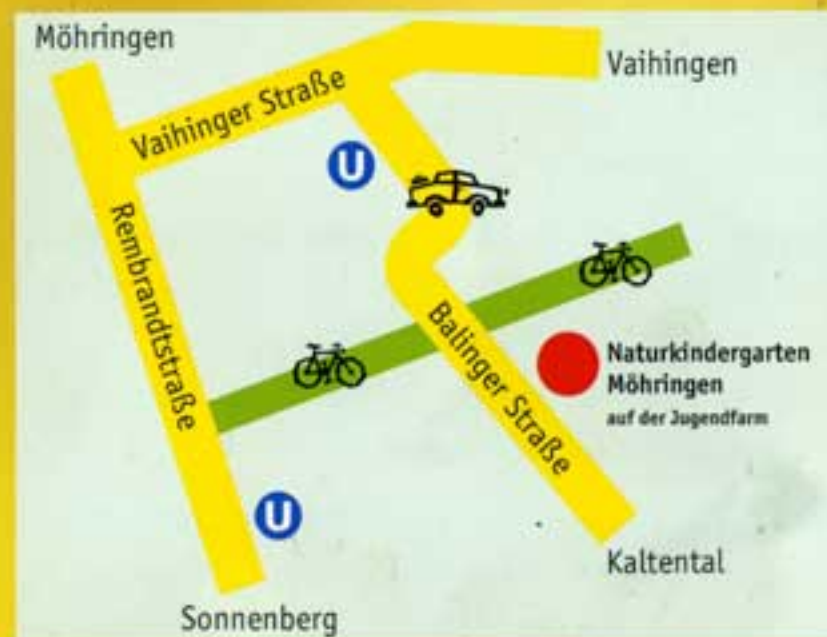 Möhringen
Vaihinger Straße
Vaihingen
U
Rembrandtstraße
Balinger Straße
Naturkindergarten
Möhringen
auf der Jugendfarm
U
Kaltental
Sonnenberg